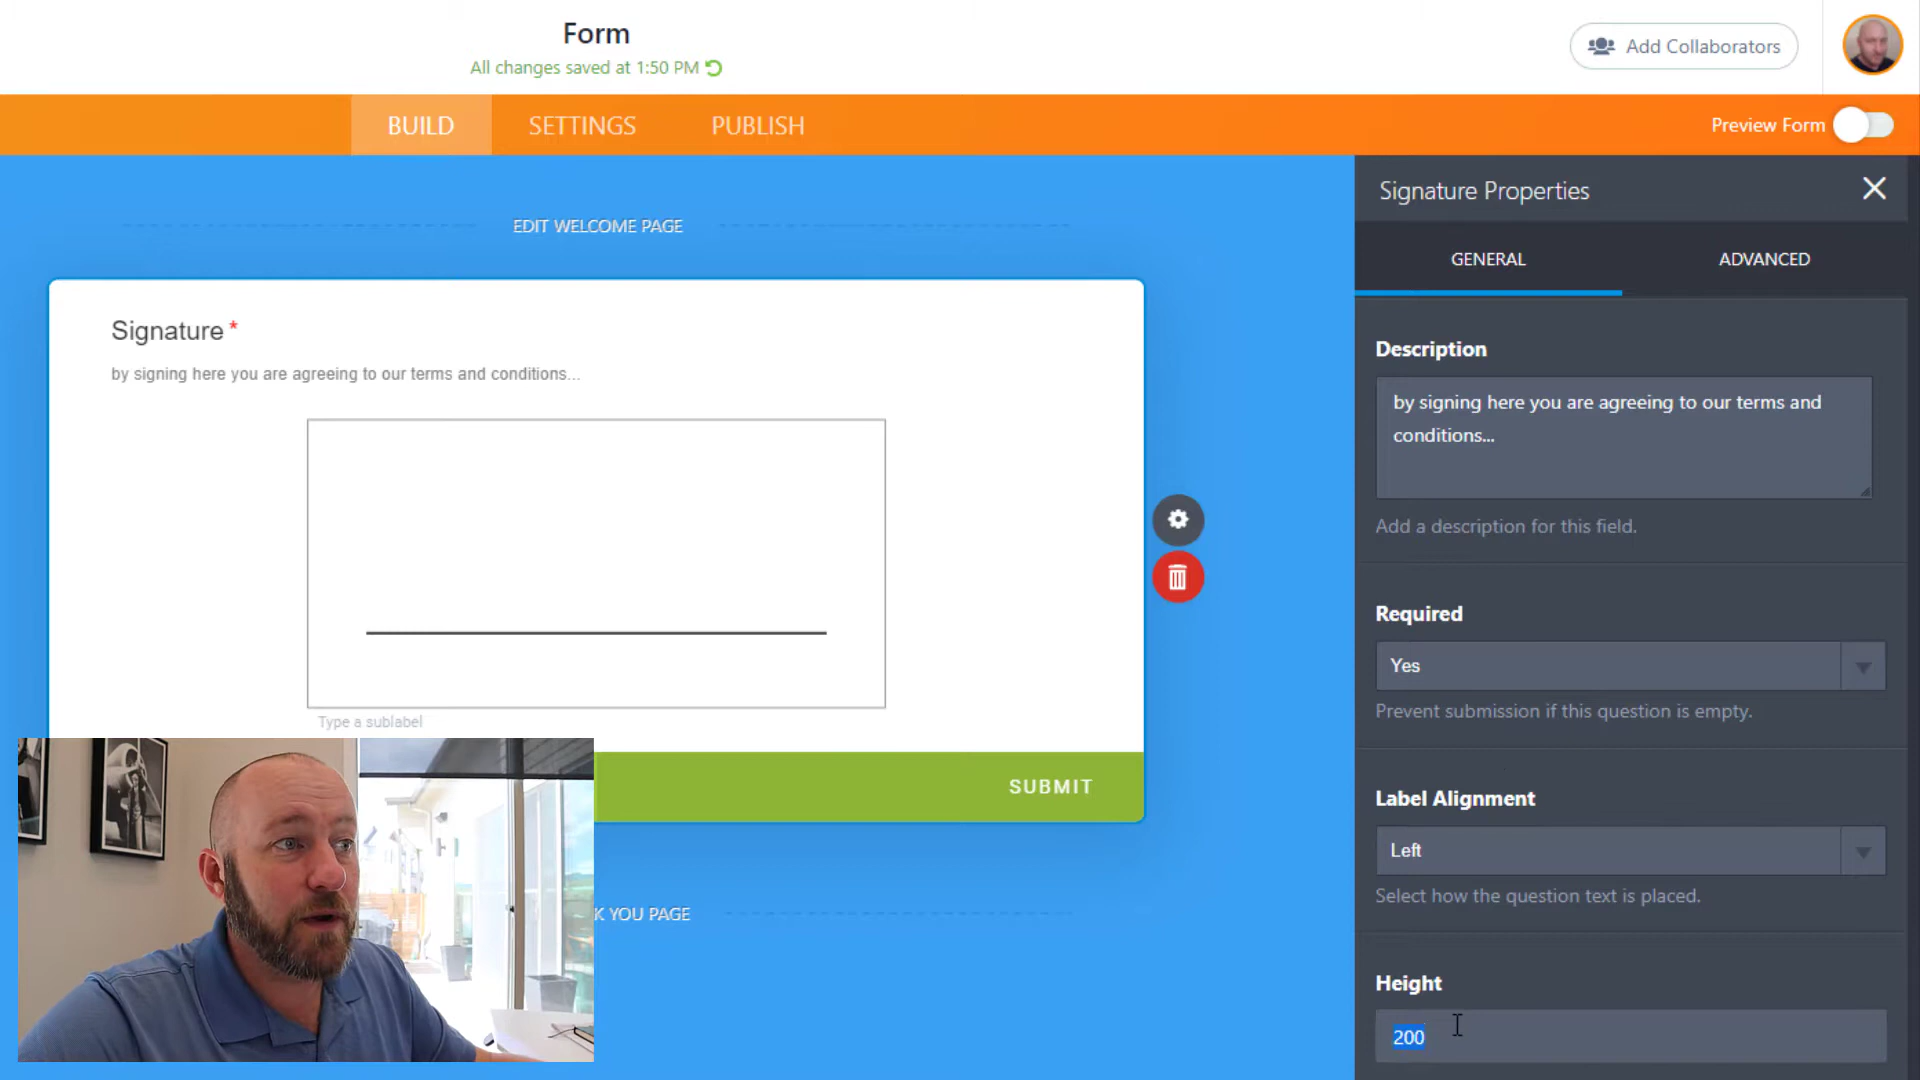 Form
All changes saved at 1:50 PM
Add Collaborators
BUILD
SETTINGS
PUBLISH
Preview Form
EDIT WELCOME PAGE
Signature *
by signing here you are agreeing to our terms and conditions...
Type a sublabel
SUBMIT
K YOU PAGE
Signature Properties
GENERAL
ADVANCED
Description
by signing here you are agreeing to our terms and
conditions...
Add a description for this field.
Required
Yes
Prevent submission if this question is empty.
Label Alignment
Left
Select how the question text is placed.
Height
200